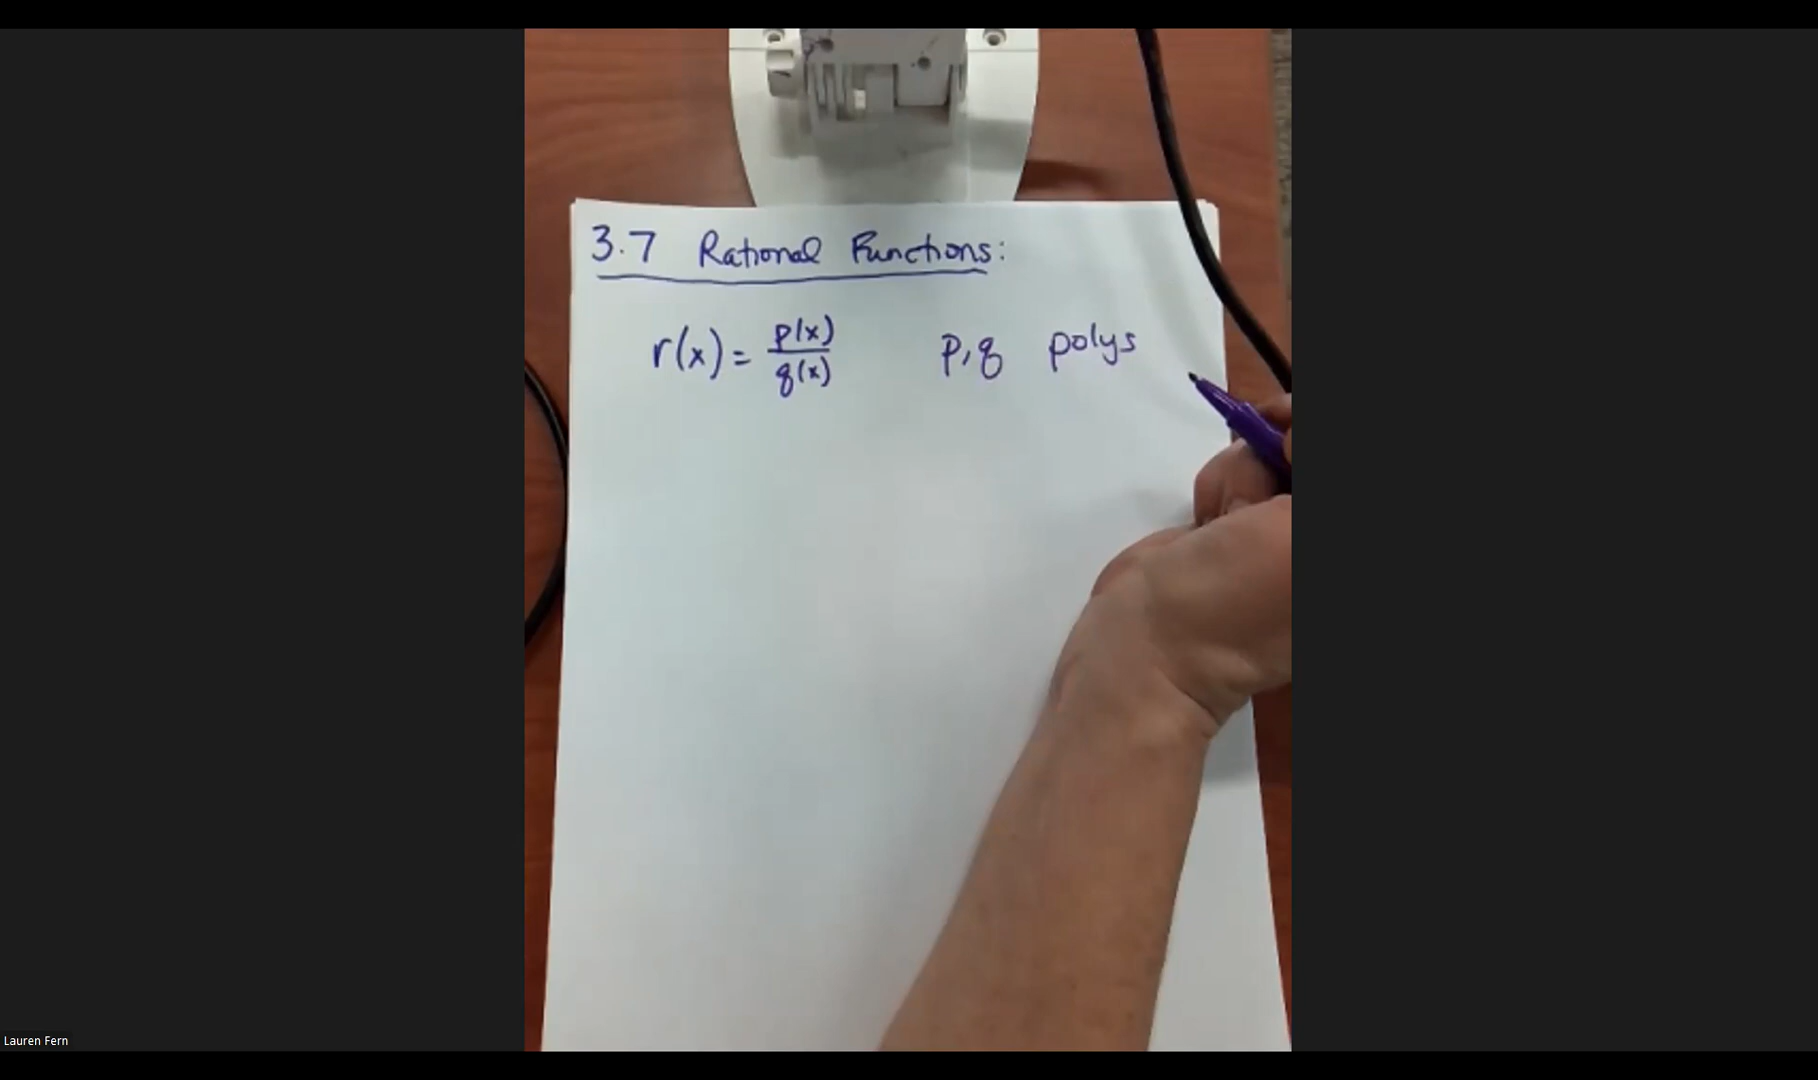 3.7 Rational Functions:
r(x) = p(x)/q(x) p,q polys
Lauren Fern